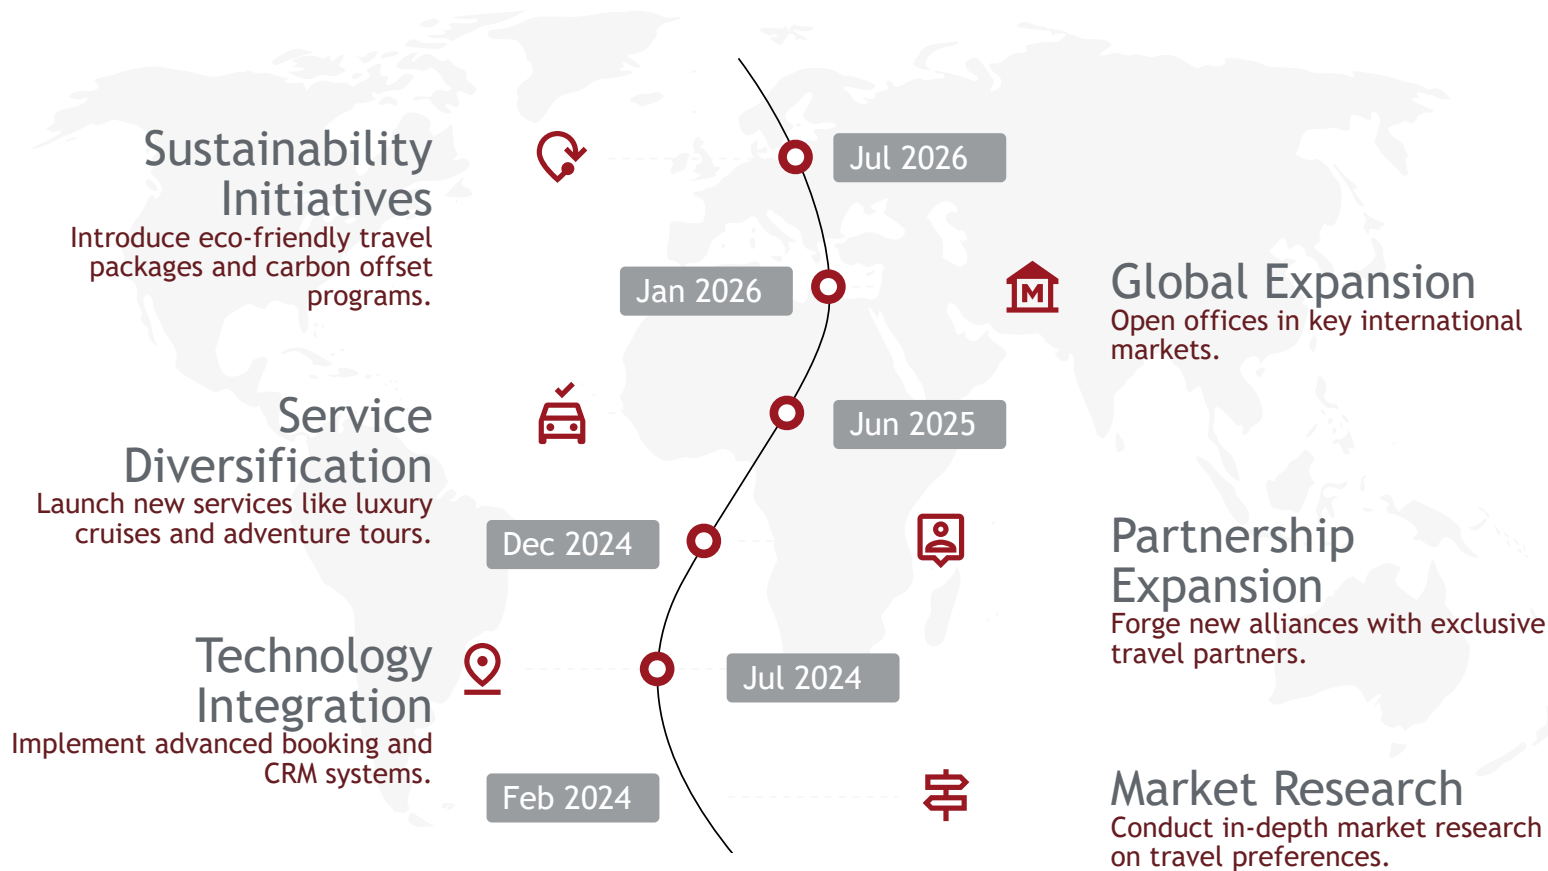 Sustainability
Initiatives
Introduce eco-friendly travel
packages and carbon offset
programs.
Jul 2026
Jan 2026
Global Expansion
Open offices in key international
markets.
Service
Diversification
Launch new services like luxury
cruises and adventure tours.
Jun 2025
Dec 2024
Partnership
Expansion
Forge new alliances with exclusive
travel partners.
Technology
Integration
Implement advanced booking and
CRM systems.
Jul 2024
Feb 2024
M
Market Research
Conduct in-depth market research
on travel preferences.